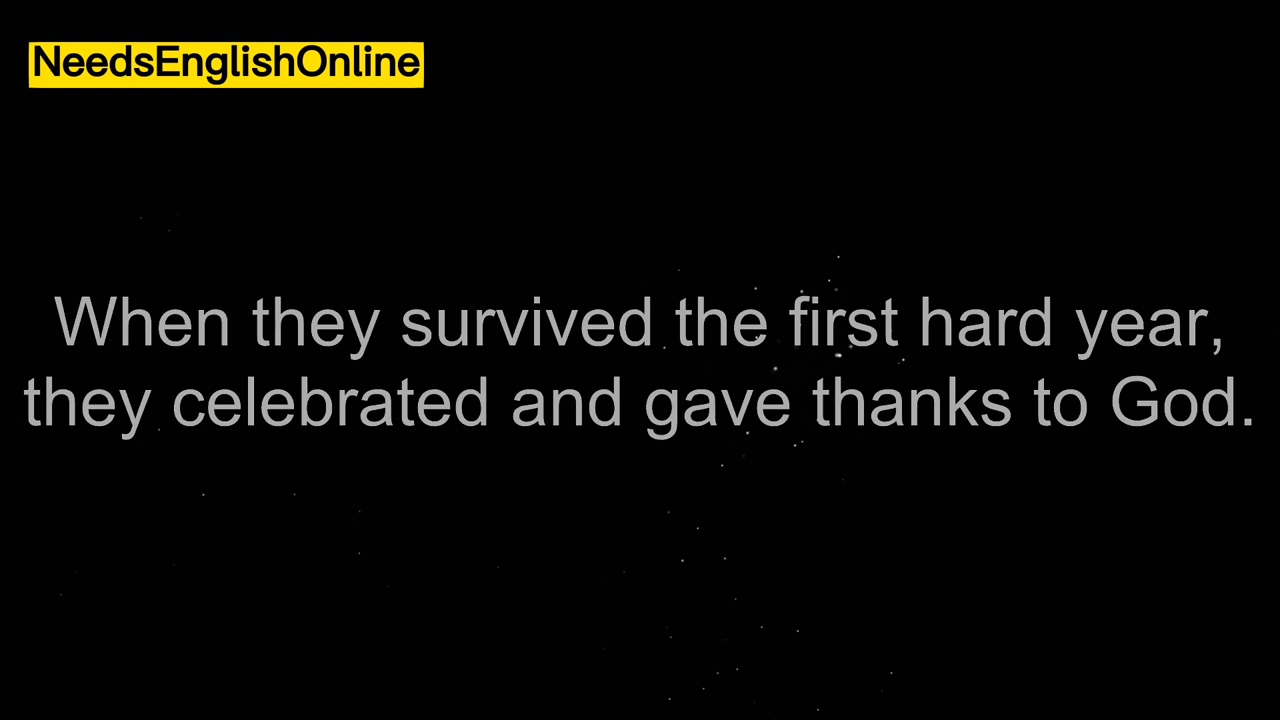 NeedsEnglishOnline
When they survived the first hard year,
they celebrated and gave thanks to God.